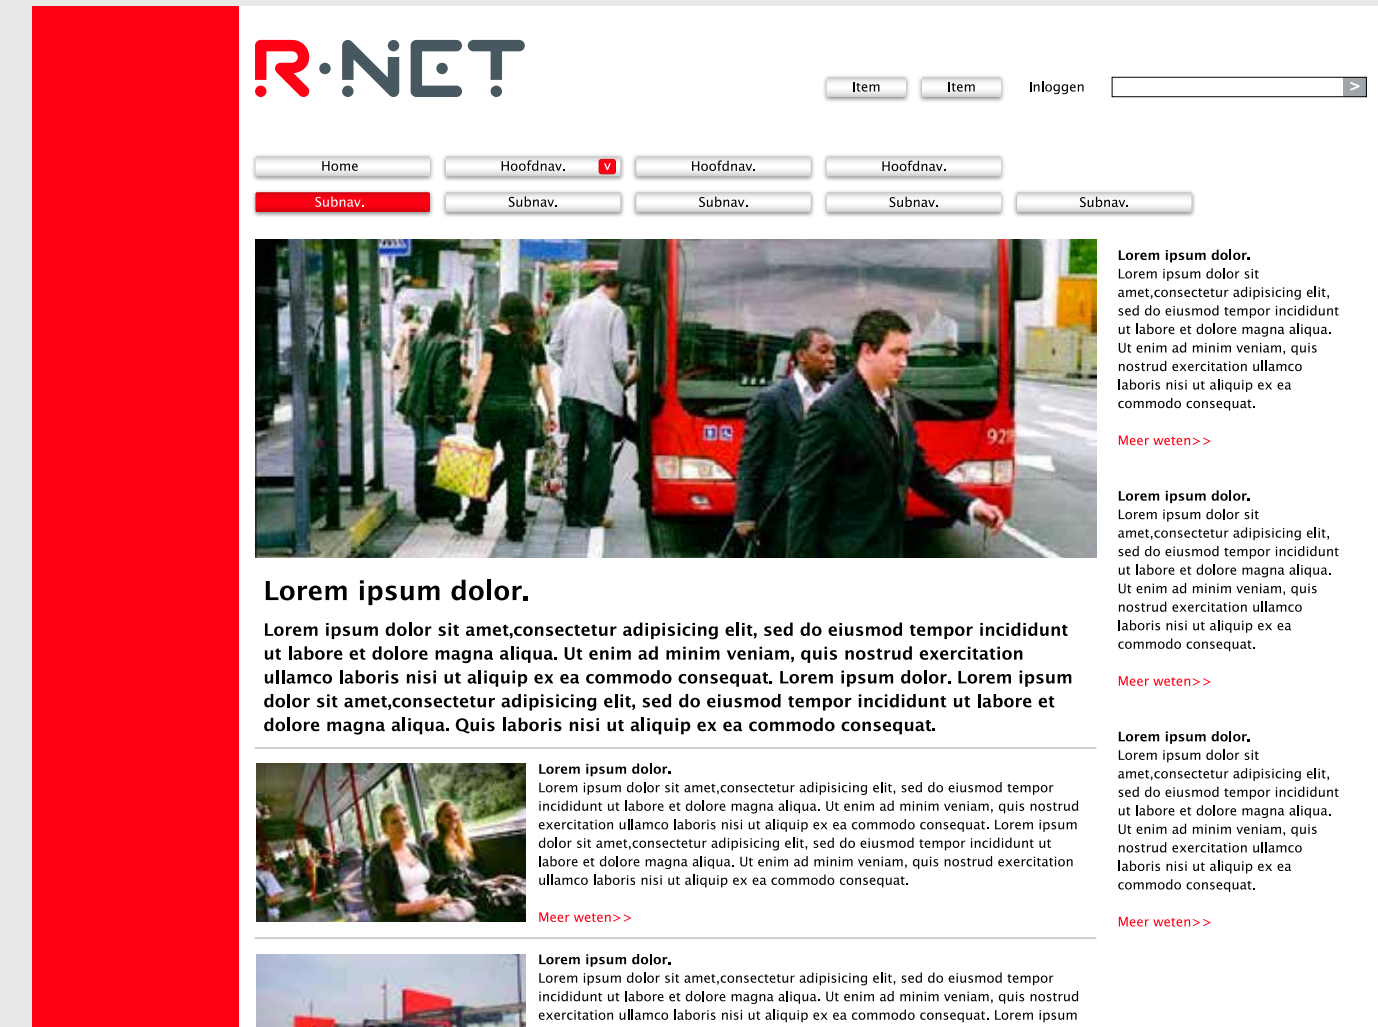 R·NET
Item
Item
Inloggen
>
Home
Hoofdnav.
v
Hoofdnav.
Hoofdnav.
Subnav.
Subnav.
Subnav.
Subnav.
Subnav.
Lorem ipsum dolor.
Lorem ipsum dolor sit amet,consectetur adipisicing elit, sed do eiusmod tempor incididunt
ut labore et dolore magna aliqua. Ut enim ad minim veniam, quis nostrud exercitation
ullamco laboris nisi ut aliquip ex ea commodo consequat. Lorem ipsum dolor. Lorem ipsum
dolor sit amet,consectetur adipisicing elit, sed do eiusmod tempor incididunt ut labore et
dolore magna aliqua. Quis laboris nisi ut aliquip ex ea commodo consequat.
Lorem ipsum dolor.
Lorem ipsum dolor sit amet,consectetur adipisicing elit, sed do eiusmod tempor
incididunt ut labore et dolore magna aliqua. Ut enim ad minim veniam, quis nostrud
exercitation ullamco laboris nisi ut aliquip ex ea commodo consequat. Lorem ipsum
dolor sit amet,consectetur adipisicing elit, sed do eiusmod tempor incididunt ut
labore et dolore magna aliqua. Ut enim ad minim veniam, quis nostrud exercitation
ullamco laboris nisi ut aliquip ex ea commodo consequat.
Meer weten>>
Lorem ipsum dolor.
Lorem ipsum dolor sit amet,consectetur adipisicing elit, sed do eiusmod tempor
incididunt ut labore et dolore magna aliqua. Ut enim ad minim veniam, quis nostrud
exercitation ullamco laboris nisi ut aliquip ex ea commodo consequat. Lorem ipsum
Lorem ipsum dolor.
Lorem ipsum dolor sit
amet,consectetur adipisicing elit,
sed do eiusmod tempor incididunt
ut labore et dolore magna aliqua.
Ut enim ad minim veniam, quis
nostrud exercitation ullamco
laboris nisi ut aliquip ex ea
commodo consequat.
Meer weten>>
Lorem ipsum dolor.
Lorem ipsum dolor sit
amet,consectetur adipisicing elit,
sed do eiusmod tempor incididunt
ut labore et dolore magna aliqua.
Ut enim ad minim veniam, quis
nostrud exercitation ullamco
laboris nisi ut aliquip ex ea
commodo consequat.
Meer weten>>
Lorem ipsum dolor.
Lorem ipsum dolor sit
amet,consectetur adipisicing elit,
sed do eiusmod tempor incididunt
ut labore et dolore magna aliqua.
Ut enim ad minim veniam, quis
nostrud exercitation ullamco
laboris nisi ut aliquip ex ea
commodo consequat.
Meer weten>>